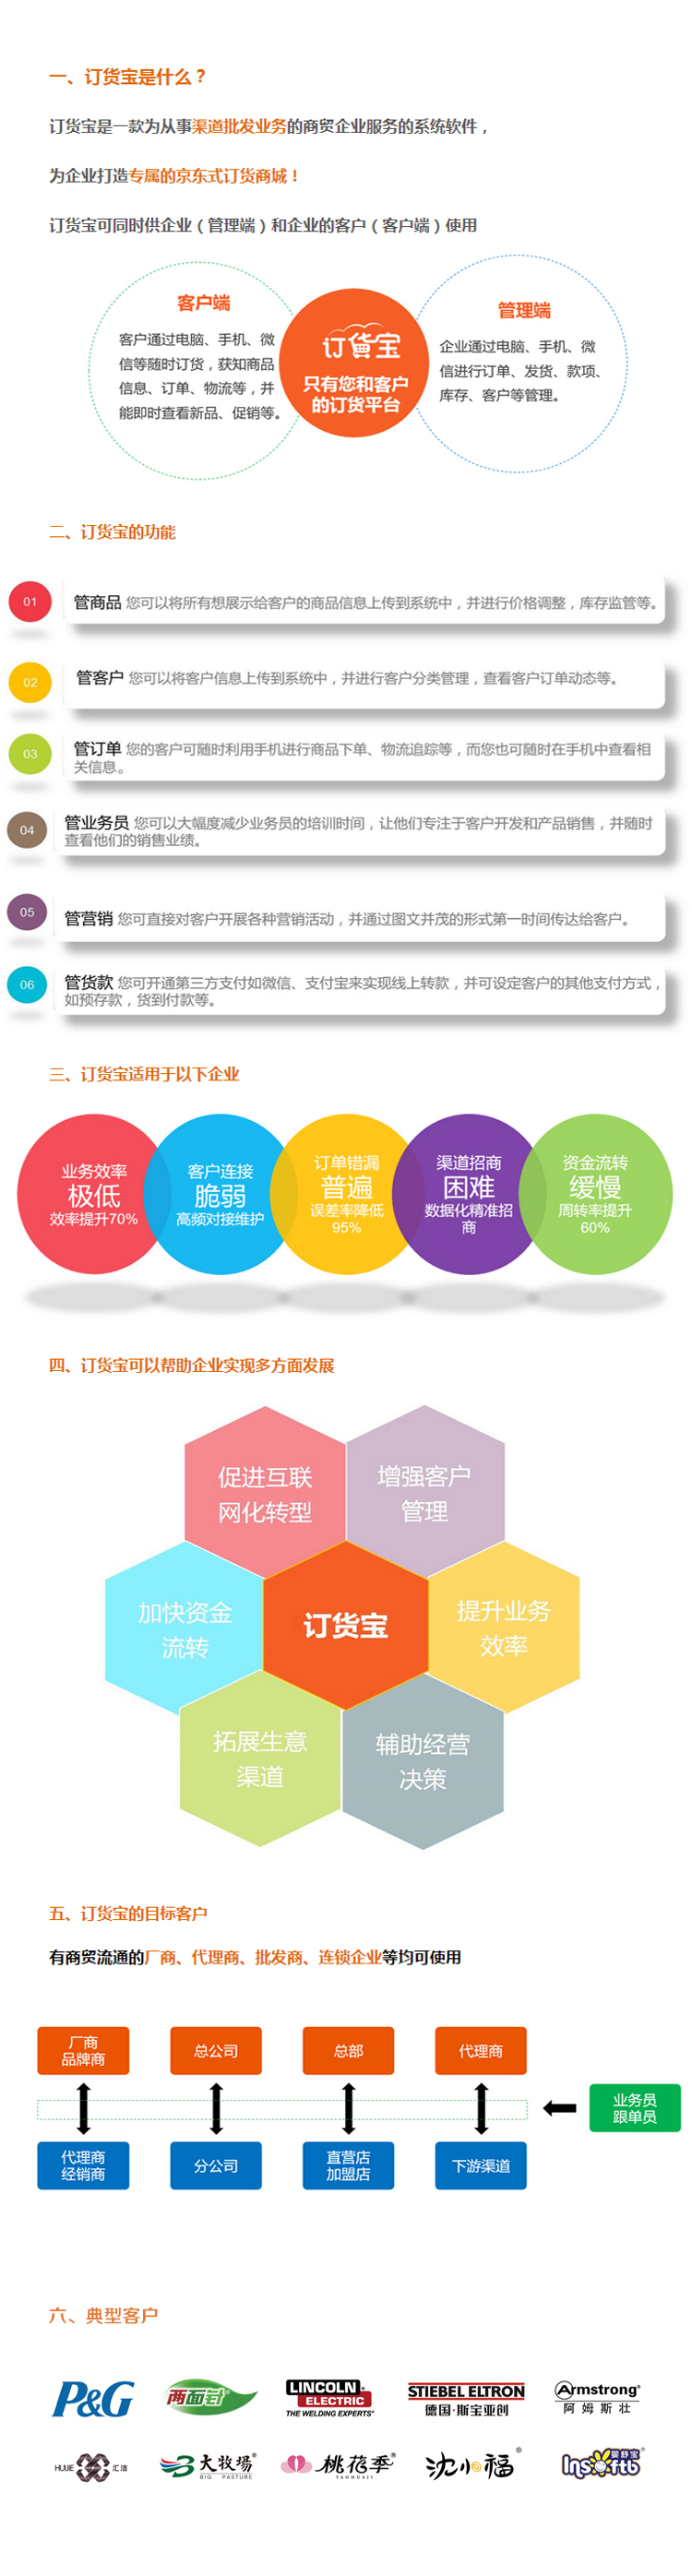 一、订货宝是什么？
订货宝是一款为从事渠道批发业务的商贸企业服务的系统软件，
为企业打造专属的京东式订货商城！
订货宝可同时供企业（管理端）和企业的客户（客户端）使用
客户端
客户通过电脑、手机、微
信等随时订货，获知商品
信息、订单、物流等，并
能即时查看新品、促销等。
订货宝
只有您和客户
的订货平台
管理端
企业通过电脑、手机、微
信进行订单、发货、款项、
库存、客户等管理。
二、订货宝的功能
01
管商品 您可以将所有想展示给客户的商品信息上传到系统中，并进行价格调整，库存监管等。
02
管客户 您可以将客户信息上传到系统中，并进行客户分类管理，查看客户订单动态等。
03
管订单 您的客户可随时利用手机进行商品下单、物流追踪等，而您也可随时在手机中查看相
关信息。
04
管业务员 您可以大幅度减少业务员的培训时间，让他们专注于客户开发和产品销售，并随时
查看他们的销售业绩。
05
管营销 您可直接对客户开展各种营销活动，并通过图文并茂的形式第一时间传达给客户。
06
管货款 您可开通第三方支付如微信、支付宝来实现线上转款，并可设定客户的其他支付方式，
如预存款，货到付款等。
三、订货宝适用于以下企业
业务效率
极低
效率提升70%
客户连接
脆弱
高频对接维护
订单错漏
普遍
误差率降低
95%
渠道招商
困难
数据化精准招
商
资金流转
缓慢
周转率提升
60%
四、订货宝可以帮助企业实现多方面发展
促进互联
网化转型
增强客户
管理
加快资金
流转
订货宝
提升业务
效率
拓展生意
渠道
辅助经营
决策
五、订货宝的目标客户
有商贸流通的厂商、代理商、批发商、连锁企业等均可使用
厂商
品牌商
总公司
总部
代理商
业务员
跟单员
代理商
经销商
分公司
直营店
加盟店
下游渠道
六、典型客户
P&G
两面针®
LINCOLN®
ELECTRIC
THE WELDING EXPERTS®
STIEBEL ELTRON
德国·斯宝亚创
Armstrong®
阿姆斯壮
HUIJIE 汇洁
大牧场®
BIG PASTURE
桃花季®
TAOHUAJI
沈小福®
Insoftb®